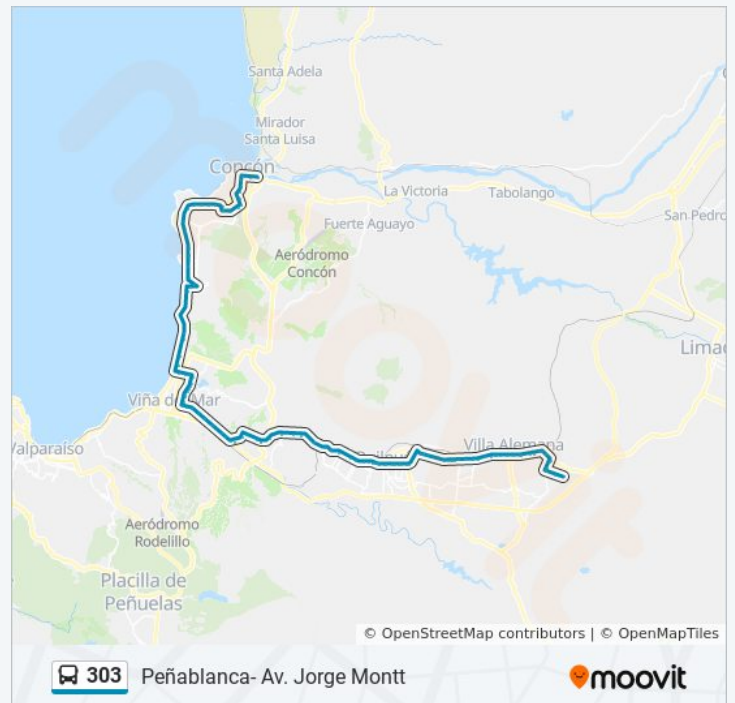 Santa Adela
Mirador
Santa Luisa
Concón
La Victoria
Tabolango
San Pedro
Fuerte Aguayo
Aeródromo
Concón
Limac
Viña del Mar
Valparaíso
Villa Alemana
Aeródromo
Rodelillo
Placilla de
Peñuelas
© OpenStreetMap contributors | © OpenMapTiles
303 Peñablanca- Av. Jorge Montt
moovit